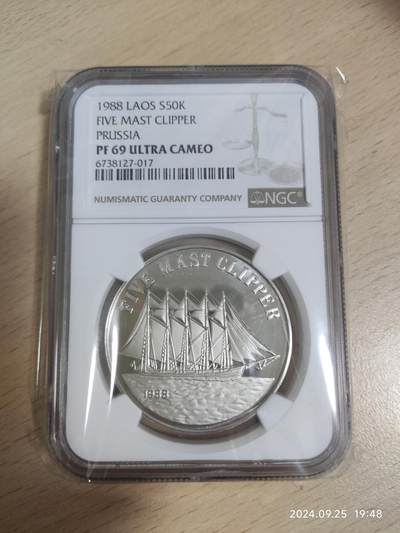 1988 LAOS S50K
FIVE MAST CLIPPER
PRUSSIA
PF 69 ULTRA CAMEO
6738127-017
NUMISMATIC GUARANTY COMPANY
NGC
FIVE MAST CLIPPER
1988
2024.09.25 19:48